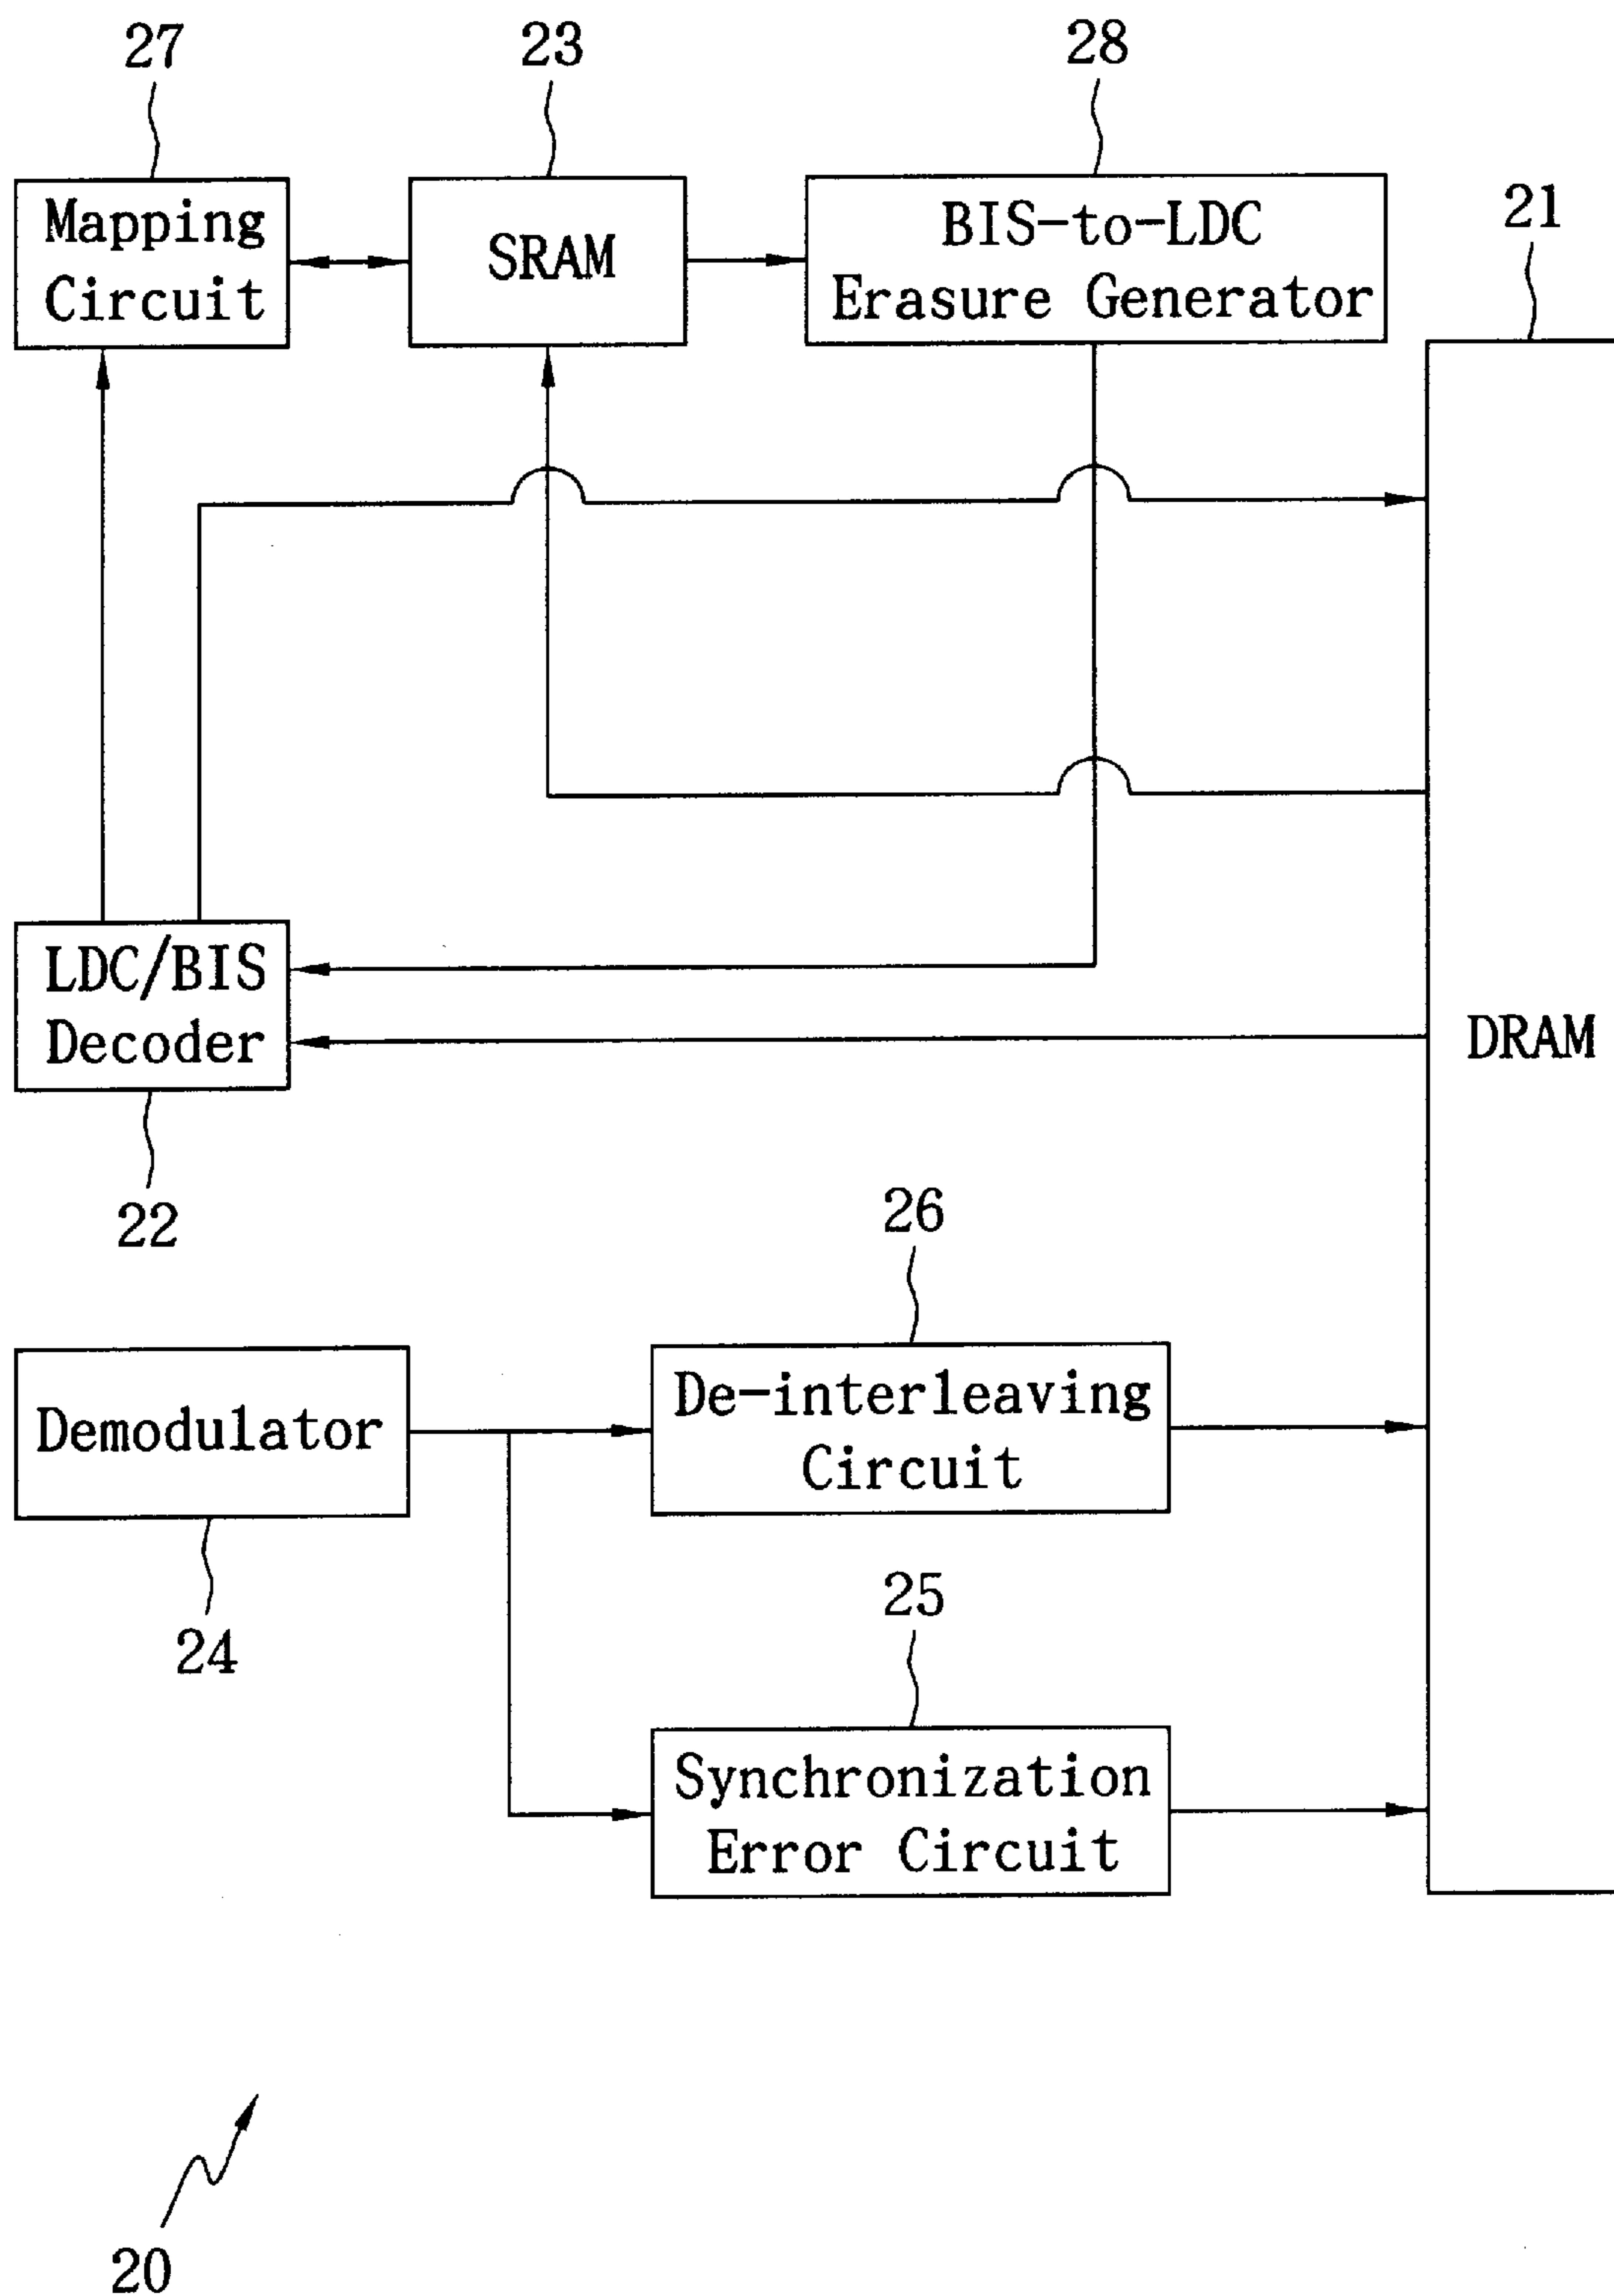 27
23
28
21
Mapping
Circuit
SRAM
BIS-to-LDC
Erasure Generator
LDC/BIS
Decoder
DRAM
22
26
Demodulator
De-interleaving
Circuit
24
25
Synchronization
Error Circuit
20